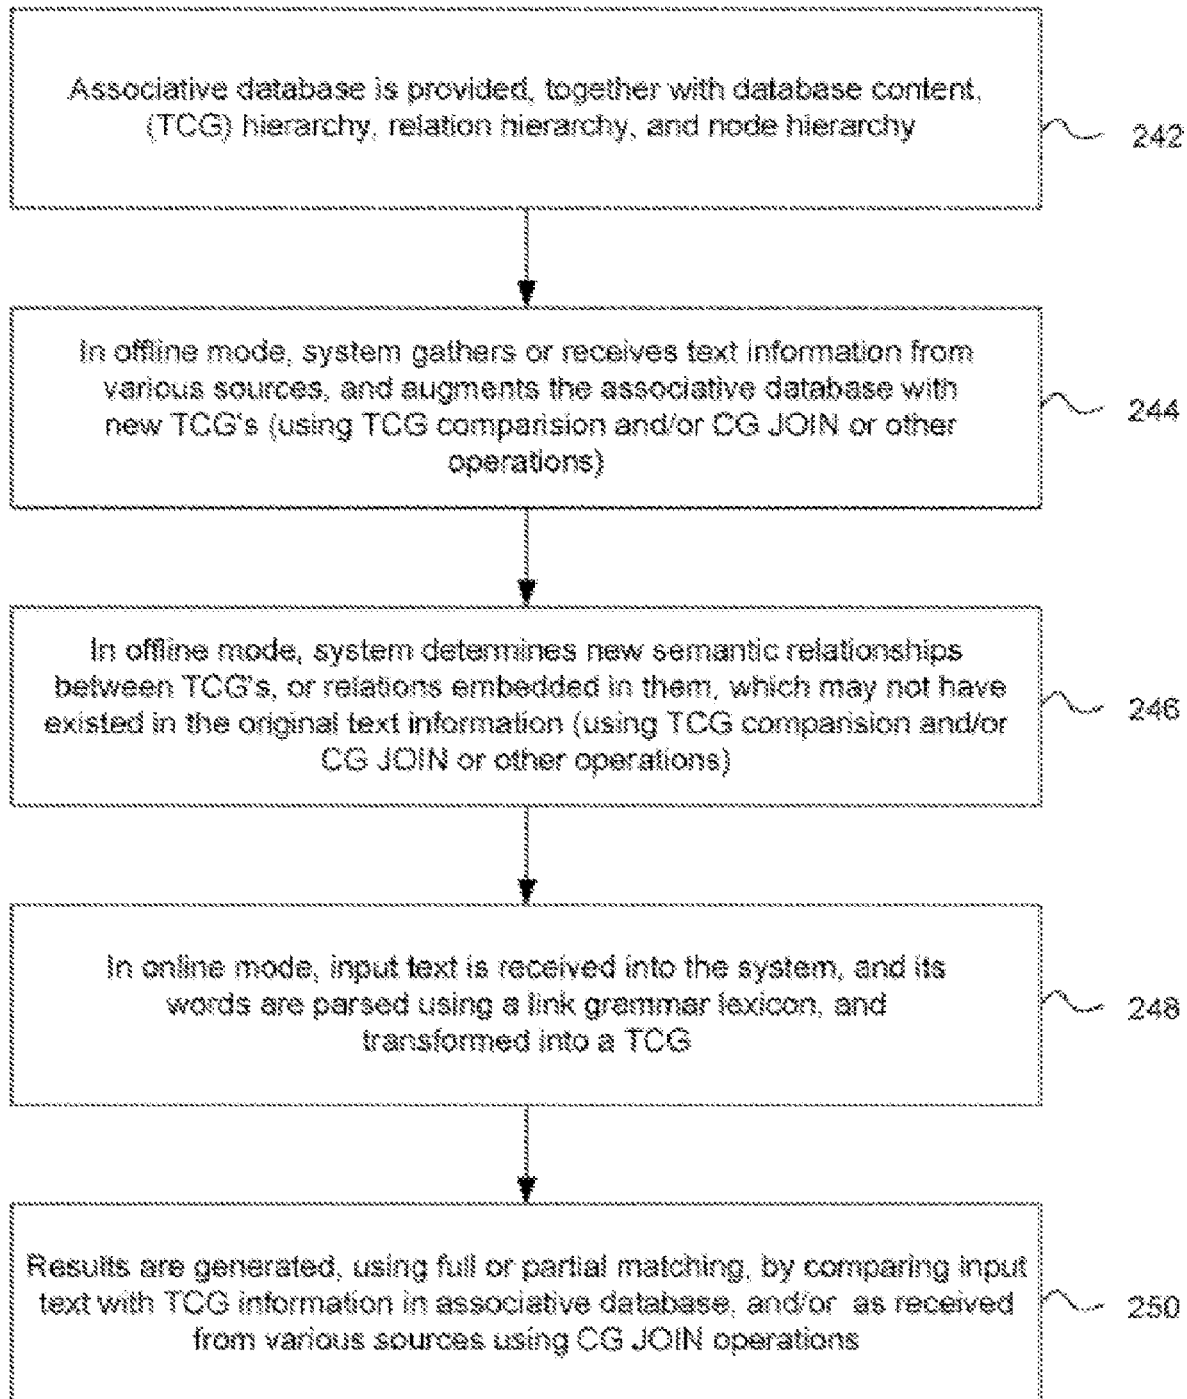 Associative database is provided, together with database content,
(TCG) hierarchy, relation hierarchy, and node hierarchy
242
In offline mode, system gathers or receives text information from
various sources, and augments the associative database with
new TCG's (using TCG comparision and/or CG JOIN or other
operations)
244
In offline mode, system determines new semantic relationships
between TCG's, or relations embedded in them, which may not have
existed in the original text information (using TCG comparision and/or
CG JOIN or other operations)
246
In online mode, input text is received into the system, and its
words are parsed using a link grammar lexicon, and
transformed into a TCG
248
Results are generated, using full or partial matching, by comparing input
text with TCG information in associative database, and/or as received
from various sources using CG JOIN operations
250